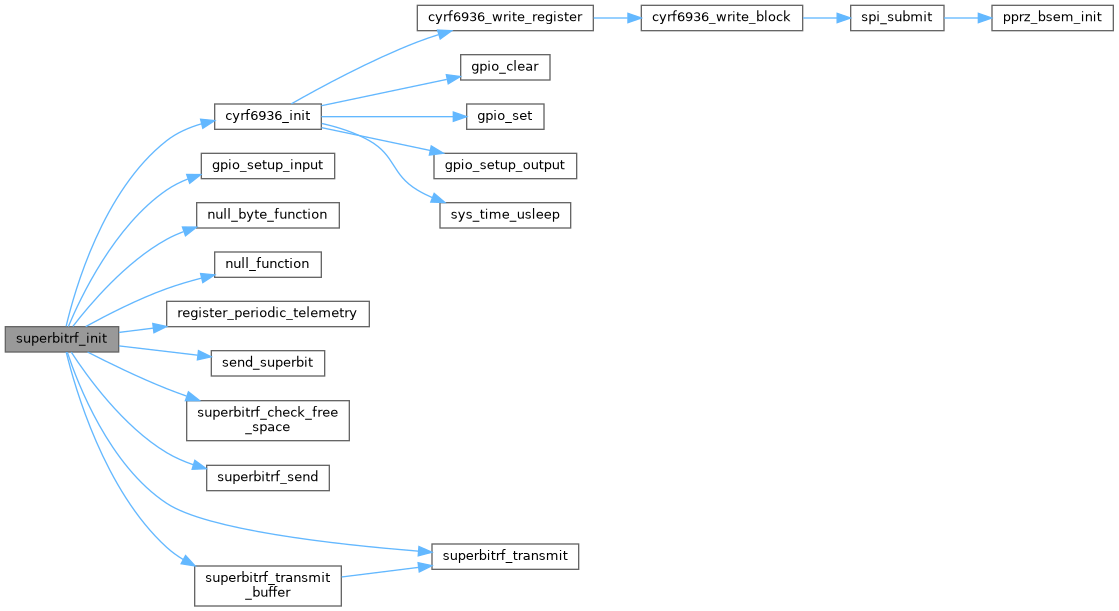 cyrf6936_write_register
cyrf6936_write_block
spi_submit
pprz_bsem_init
gpio_clear
cyrf6936_init
gpio_set
gpio_setup_input
gpio_setup_output
null_byte_function
sys_time_usleep
null_function
register_periodic_telemetry
superbitrf_init
send_superbit
superbitrf_check_free
_space
superbitrf_send
superbitrf_transmit
superbitrf_transmit
_buffer